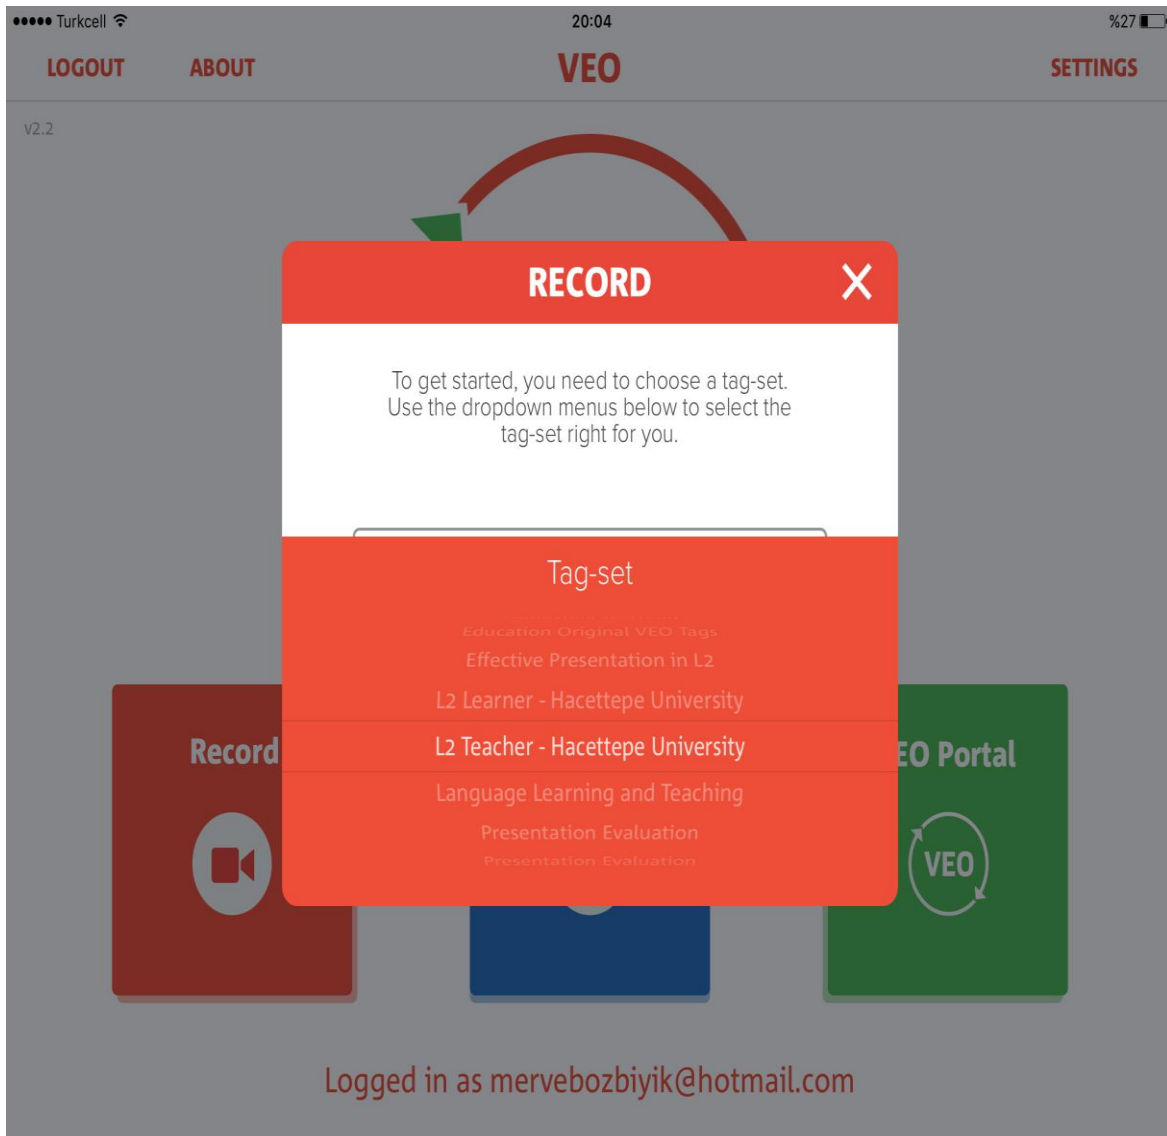 Turkcell 20:04 %27
LOGOUT ABOUT VEO SETTINGS
v2.2
RECORD X
To get started, you need to choose a tag-set.
Use the dropdown menus below to select the
tag-set right for you.
Tag-set
Education Original VEO Tags
Effective Presentation in L2
L2 Learner - Hacettepe University
L2 Teacher - Hacettepe University
Language Learning and Teaching
Presentation Evaluation
Presentation Evaluation
Record
EO Portal
VEO
Logged in as mervebozbiyik@hotmail.com